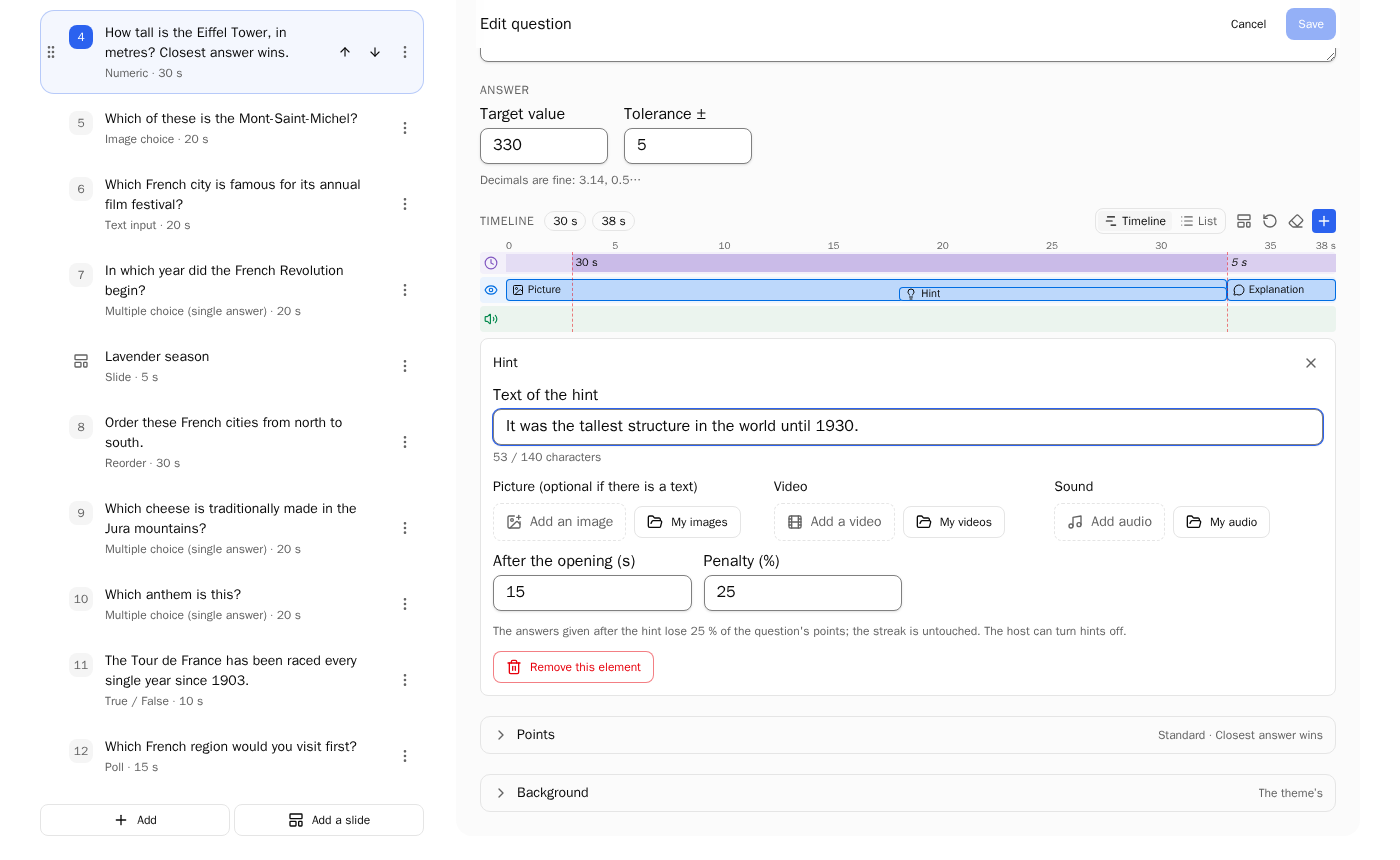 4
How tall is the Eiffel Tower, in
metres? Closest answer wins.
Numeric · 30 s
5
Which of these is the Mont-Saint-Michel?
Image choice · 20 s
6
Which French city is famous for its annual
film festival?
Text input · 20 s
7
In which year did the French Revolution
begin?
Multiple choice (single answer) · 20 s
Lavender season
Slide · 5 s
8
Order these French cities from north to
south.
Reorder · 30 s
9
Which cheese is traditionally made in the
Jura mountains?
Multiple choice (single answer) · 20 s
10
Which anthem is this?
Multiple choice (single answer) · 20 s
11
The Tour de France has been raced every
single year since 1903.
True / False · 10 s
12
Which French region would you visit first?
Poll · 15 s
Add
Add a slide
Edit question
Cancel
Save
ANSWER
Target value
Tolerance ±
330
5
Decimals are fine: 3.14, 0.5···
TIMELINE
30 s
38 s
Timeline
List
0 5 10 15 20 25 30 35 38 s
30 s
5 s
Picture
Hint
Explanation
Hint
Text of the hint
It was the tallest structure in the world until 1930.
53 / 140 characters
Picture (optional if there is a text)
Video
Sound
Add an image
My images
Add a video
My videos
Add audio
My audio
After the opening (s)
Penalty (%)
15
25
The answers given after the hint lose 25 % of the question's points; the streak is untouched. The host can turn hints off.
Remove this element
Points
Standard · Closest answer wins
Background
The theme's